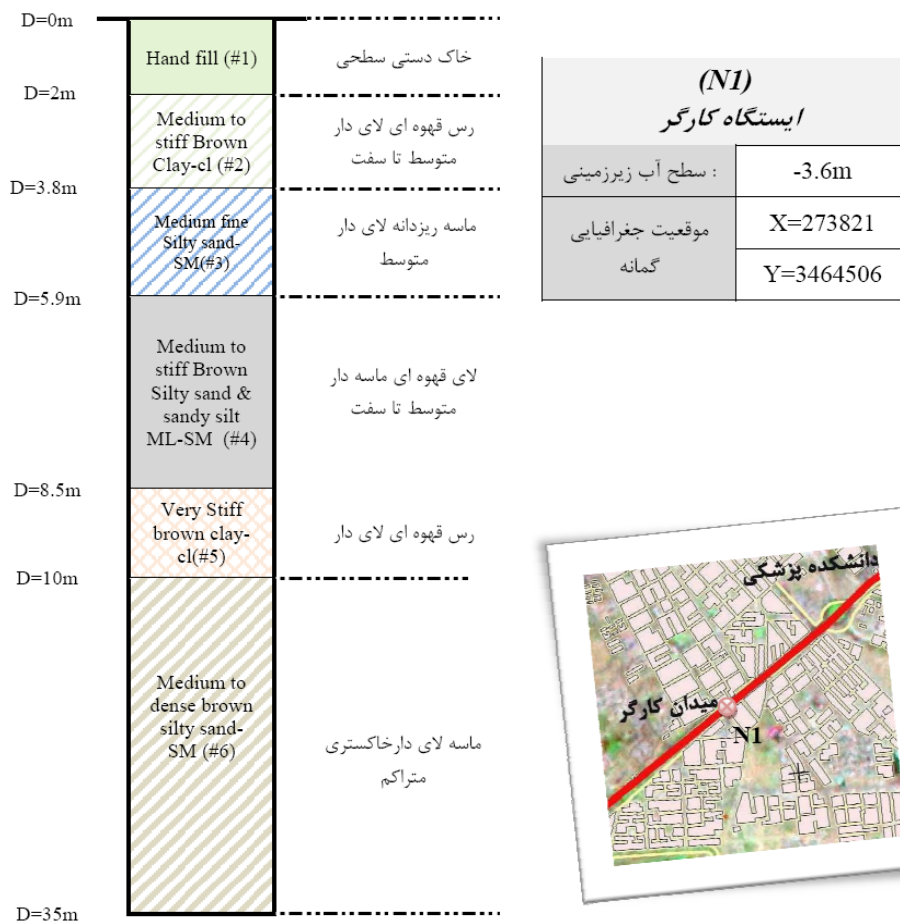 D=0m
Hand fill (#1)
خاک دستی سطحی
D=2m
Medium to
stiff Brown
Clay-cl (#2)
رس قهوه ای لای دار
متوسط تا سفت
D=3.8m
Medium fine
Silty sand-
SM(#3)
ماسه ریزدانه لای دار
متوسط
D=5.9m
Medium to
stiff Brown
Silty sand &
sandy silt
ML-SM (#4)
لای قهوه ای ماسه دار
متوسط تا سفت
D=8.5m
Very Stiff
brown clay-
cl(#5)
رس قهوه ای لای دار
D=10m
Medium to
dense brown
silty sand-
SM (#6)
ماسه لای دارخاکستری
متراکم
D=35m
(N1)
ایستگاه کارگر
سطح آب زیرزمینی :
-3.6m
موقعیت جغرافیایی
گمانه
X=273821
Y=3464506
دانشکده پزشکی
میدان کارگر
N1